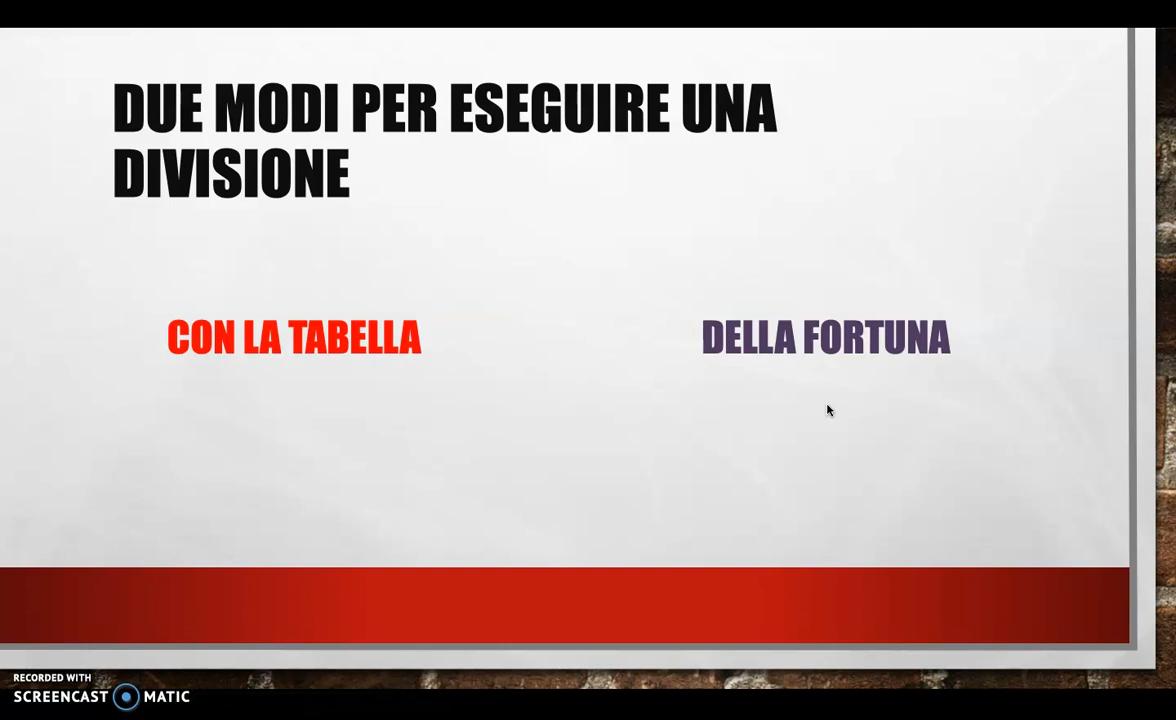 DUE MODI PER ESEGUIRE UNA
DIVISIONE
CON LA TABELLA
DELLA FORTUNA
RECORDED WITH
SCREENCAST MATIC